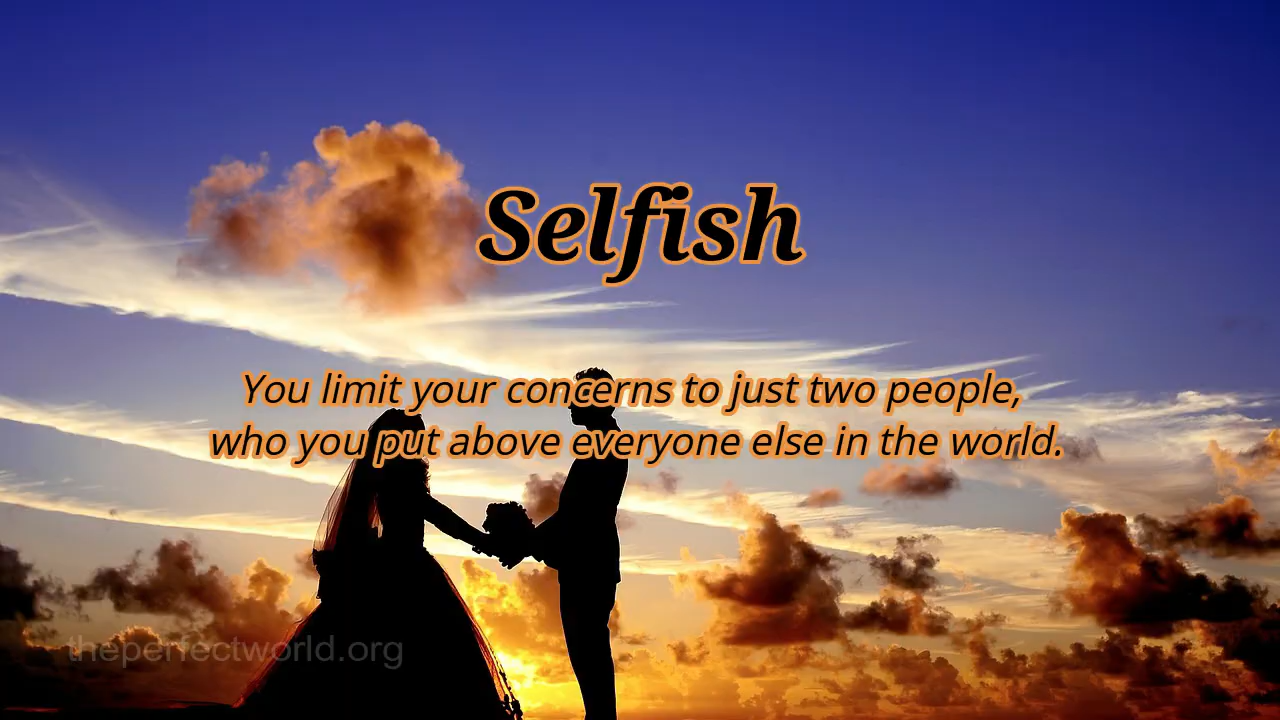 Selfish
You limit your concerns to just two people,
who you put above everyone else in the world.
theperfectworld.org